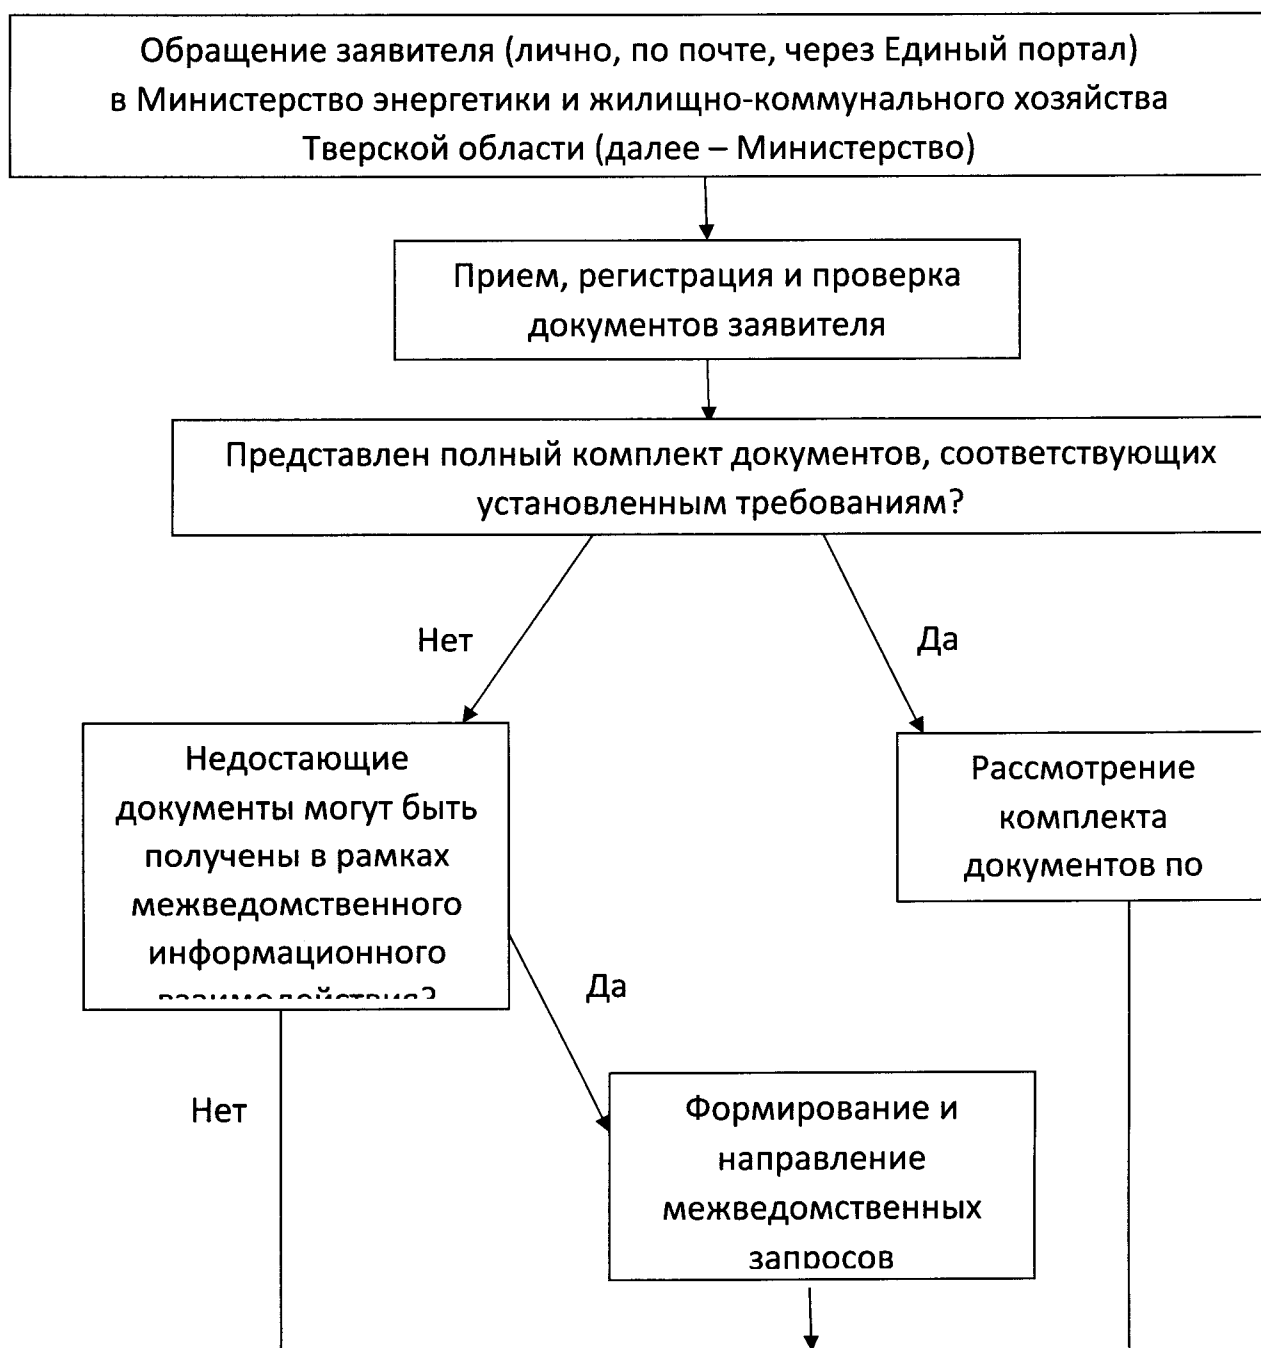 Обращение заявителя (лично, по почте, через Единый портал)
в Министерство энергетики и жилищно-коммунального хозяйства
Тверской области (далее – Министерство)
Прием, регистрация и проверка
документов заявителя
Представлен полный комплект документов, соответствующих
установленным требованиям?
Нет
Да
Недостающие
документы могут быть
получены в рамках
межведомственного
информационного
взаимодействия?
Рассмотрение
комплекта
документов по
Да
Нет
Формирование и
направление
межведомственных
запросов